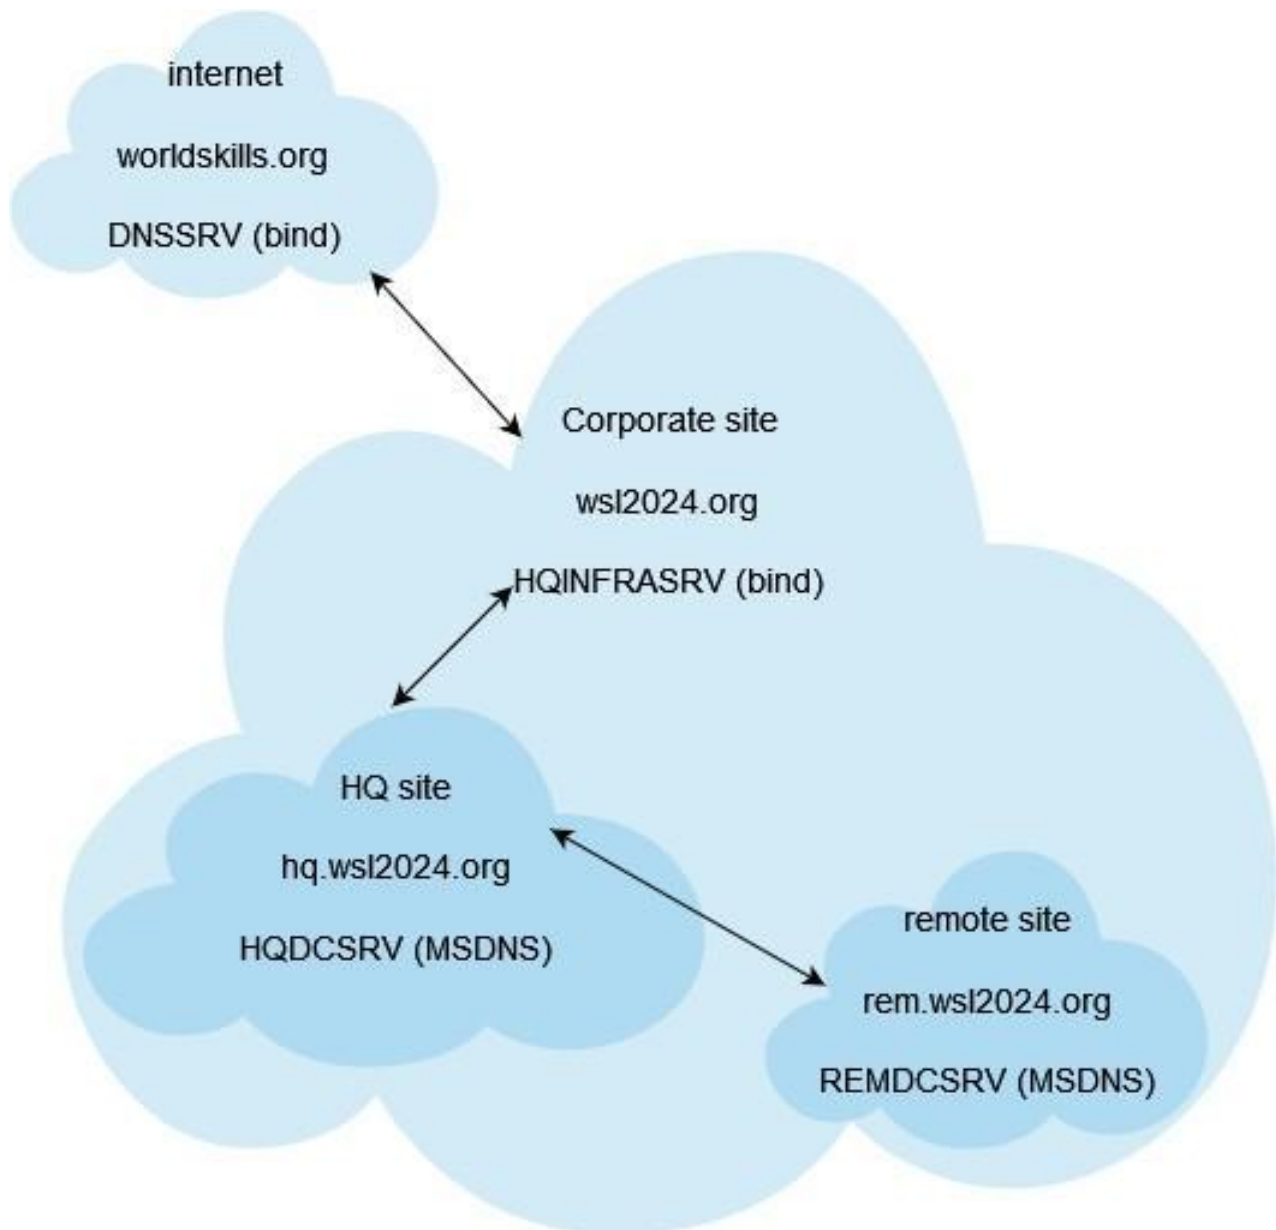 internet
worldskills.org
DNSSRV (bind)
Corporate site
wsl2024.org
HQINFRASRV (bind)
HQ site
hq.wsl2024.org
HQDCSRV (MSDNS)
remote site
rem.wsl2024.org
REMDCSRV (MSDNS)